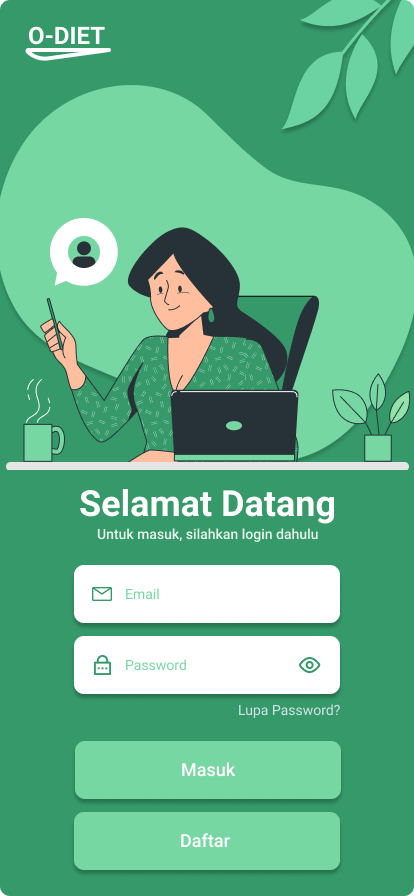 O-DIET
Selamat Datang
Untuk masuk, silahkan login dahulu
Email
Password
Lupa Password?
Masuk
Daftar